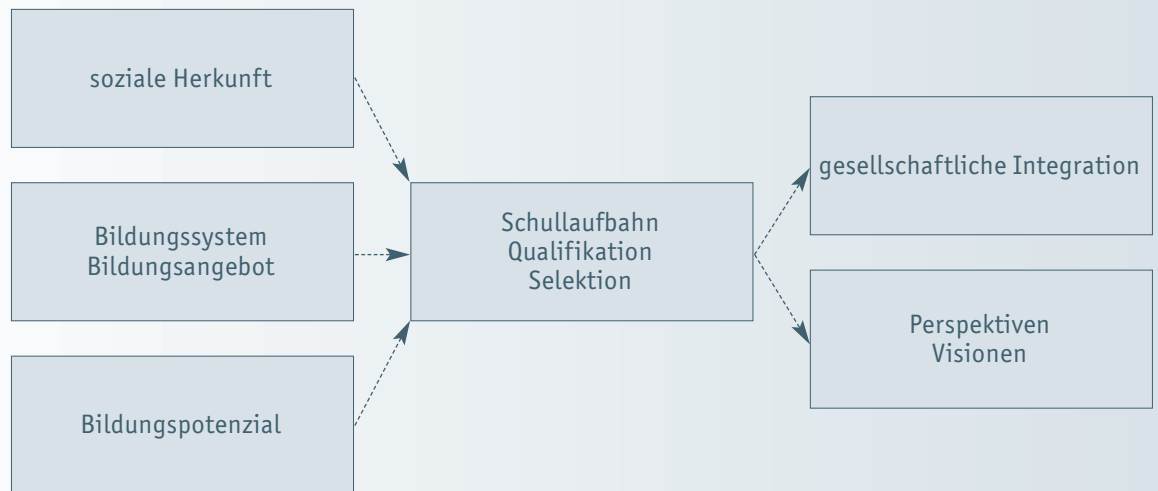 soziale Herkunft
Bildungssystem
Bildungsangebot
Bildungspotenzial
Schullaufbahn
Qualifikation
Selektion
gesellschaftliche Integration
Perspektiven
Visionen